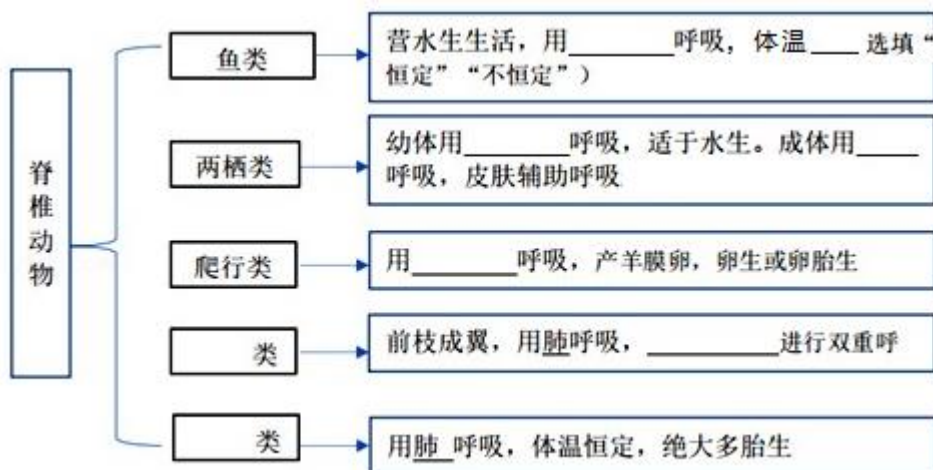 脊椎动物
鱼类
营水生生活，用________呼吸，体温____ 选填“
恒定”“不恒定”）
两栖类
幼体用________呼吸，适于水生。成体用____
呼吸，皮肤辅助呼吸
爬行类
用________呼吸，产羊膜卵，卵生或卵胎生
类
前枝成翼，用肺呼吸，__________进行双重呼
类
用肺 呼吸，体温恒定，绝大多胎生